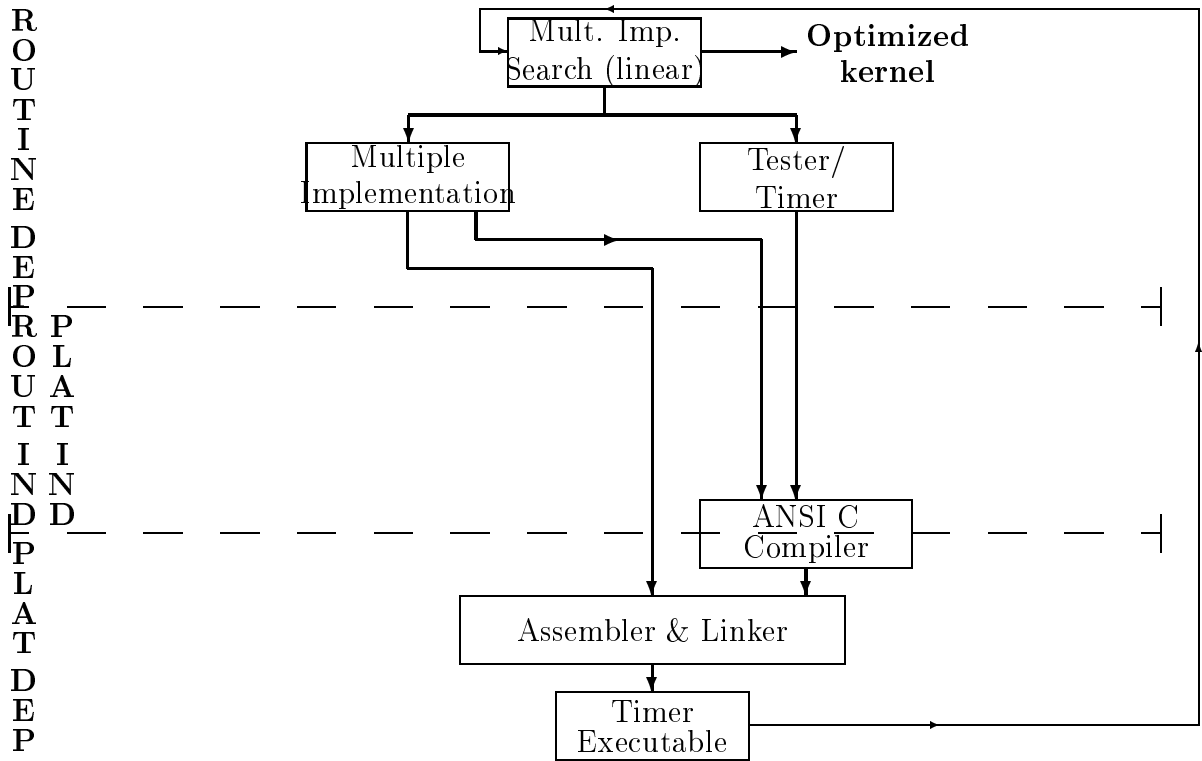 Mult. Imp.
Search (linear)
Optimized
kernel
Multiple
Implementation
Tester/
Timer
ANSI C
Compiler
Assembler & Linker
Timer
Executable
ROUTINE DEP
ROUT IND
PLAT IND
PLAT DEP